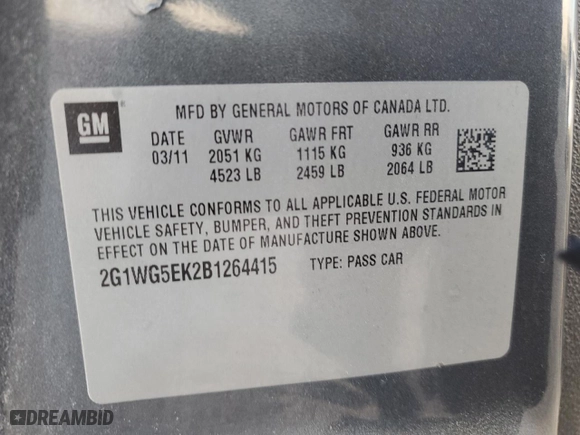 GM
MFD BY GENERAL MOTORS OF CANADA LTD.
DATE GVWR GAWR FRT GAWR RR
03/11 2051 KG 1115 KG 936 KG
4523 LB 2459 LB 2064 LB
THIS VEHICLE CONFORMS TO ALL APPLICABLE U.S. FEDERAL MOTOR
VEHICLE SAFETY, BUMPER, AND THEFT PREVENTION STANDARDS IN
EFFECT ON THE DATE OF MANUFACTURE SHOWN ABOVE.
2G1WG5EK2B1264415 TYPE: PASS CAR
DREAMBID